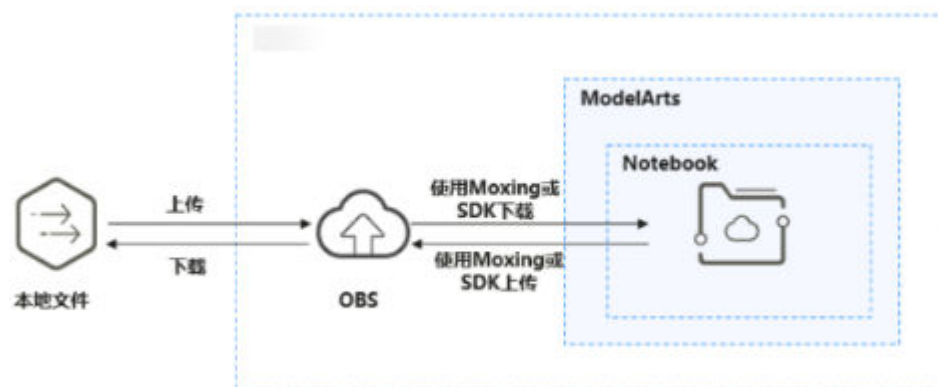 ModelArts
Notebook
使用Moxing或
SDK下载
上传
下载
使用Moxing或
SDK上传
本地文件
OBS